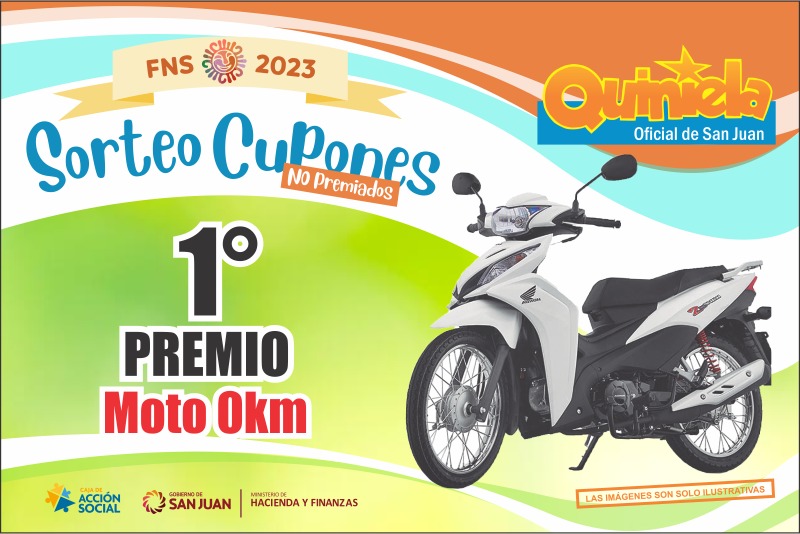 FNS 2023
Quiniela
Oficial de San Juan
Sorteo Cupones
NO Premiados
1°
PREMIO
Moto 0km
HONDA
CAJA DE
ACCIÓN
SOCIAL
GOBIERNO DE
SAN JUAN
MINISTERIO DE
HACIENDA Y FINANZAS
LAS IMÁGENES SON SOLO ILUSTRATIVAS